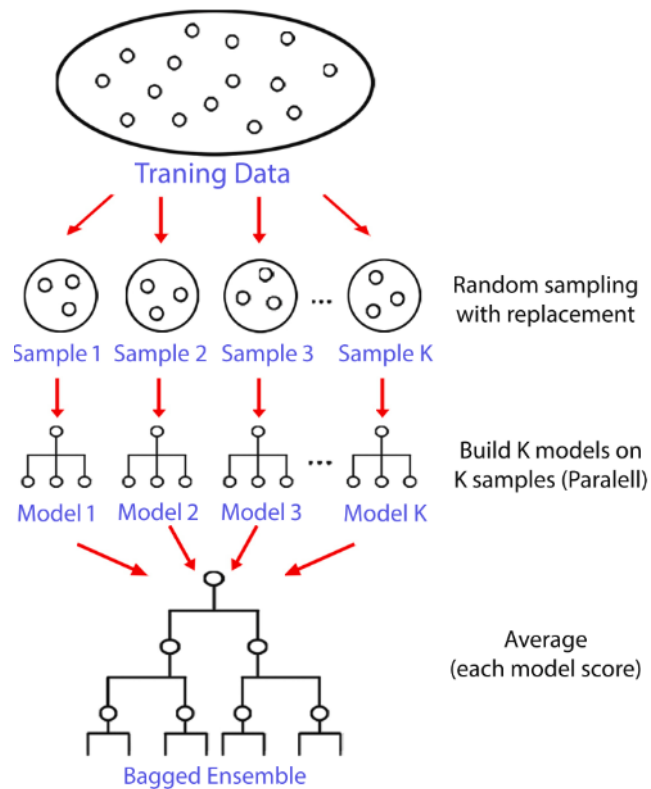 Traning Data
Random sampling
with replacement
...
Sample 1 Sample 2 Sample 3 Sample K
Build K models on
K samples (Paralell)
...
Model 1 Model 2 Model 3 Model K
Average
(each model score)
Bagged Ensemble